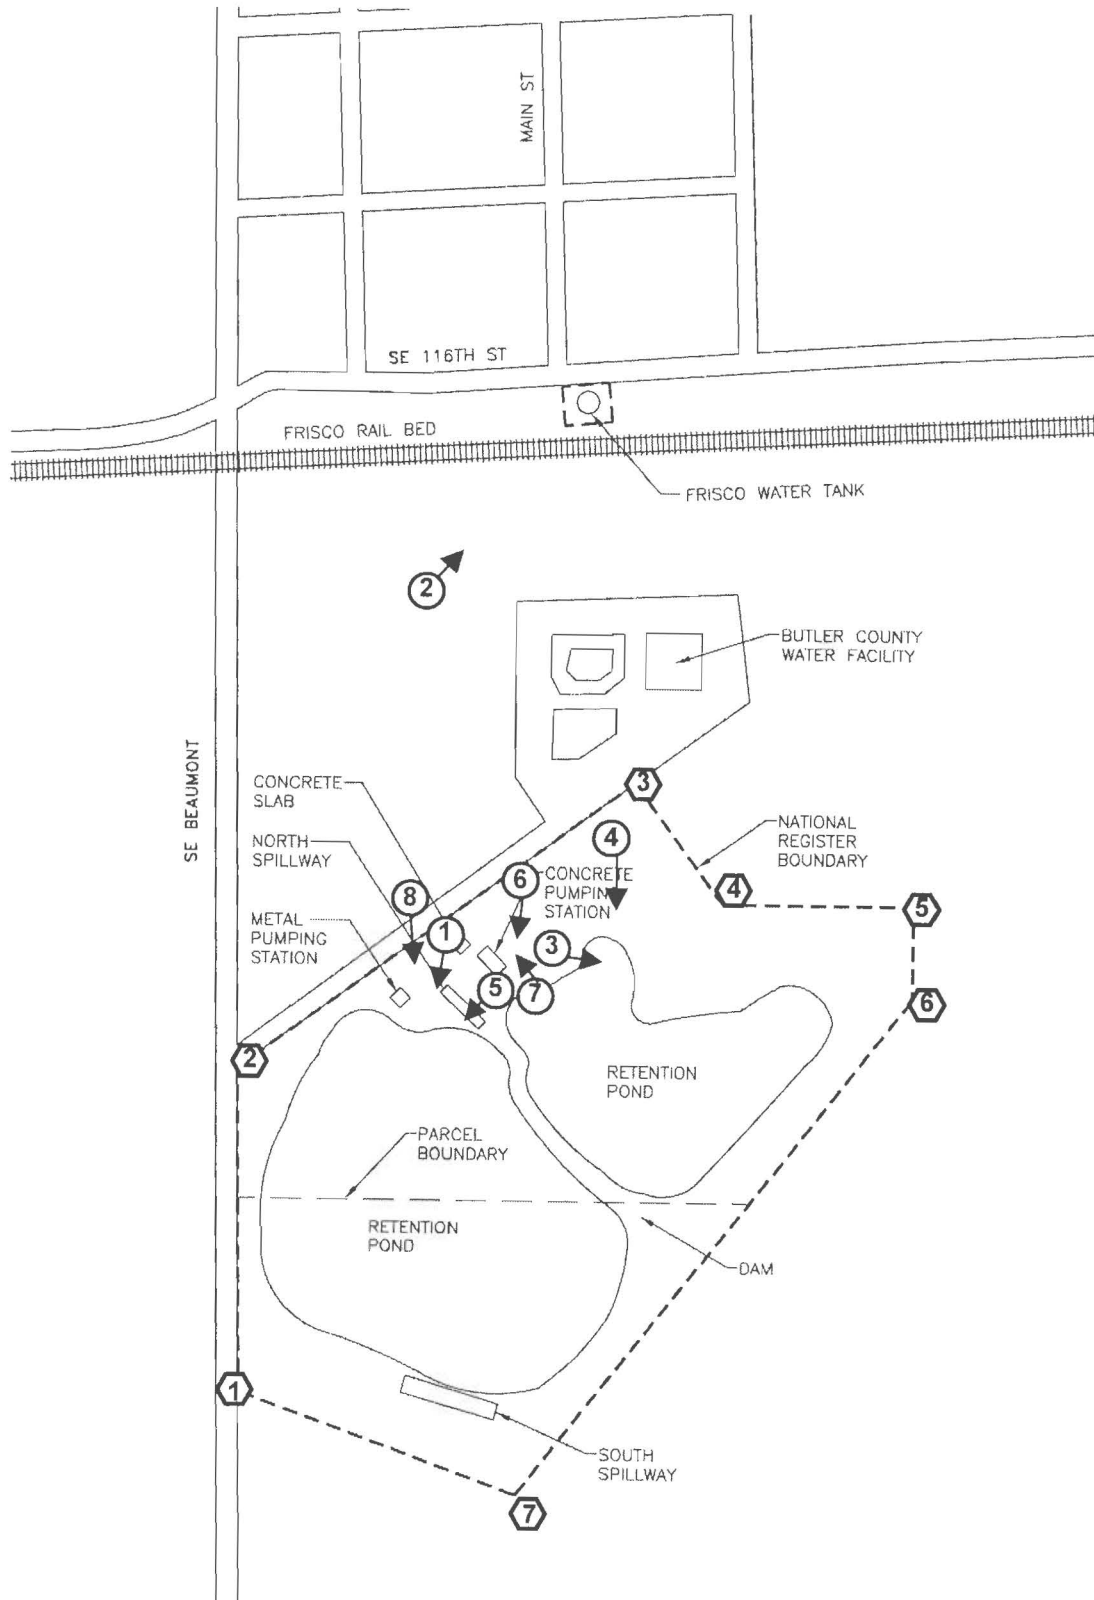 MAIN ST
SE 116TH ST
FRISCO RAIL BED
FRISCO WATER TANK
2
BUTLER COUNTY
WATER FACILITY
SE BEAUMONT
CONCRETE
SLAB
3
NORTH
SPILLWAY
4
NATIONAL
REGISTER
BOUNDARY
8
6
CONCRETE
PUMPING
STATION
4
5
METAL
PUMPING
STATION
1
3
5
7
6
2
RETENTION
POND
PARCEL
BOUNDARY
RETENTION
POND
DAM
1
SOUTH
SPILLWAY
7